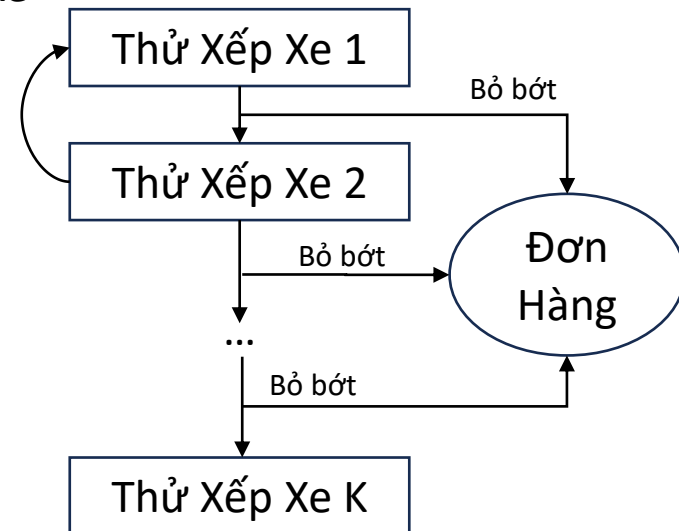 Thử Xếp Xe 1
Bỏ bớt
Thử Xếp Xe 2
Bỏ bớt
Đơn
Hàng
...
Bỏ bớt
Thử Xếp Xe K